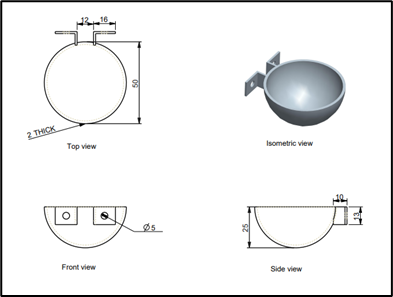 12 16
50
2 THICK
Top view
Isometric view
10
13
25
Ø5
Front view
Side view